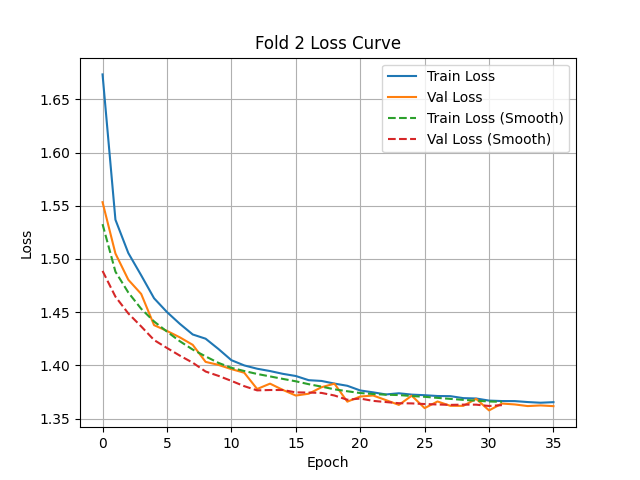 Fold 2 Loss Curve
Train Loss
Val Loss
Train Loss (Smooth)
Val Loss (Smooth)
Loss
1.65
1.60
1.55
1.50
1.45
1.40
1.35
0 5 10 15 20 25 30 35
Epoch